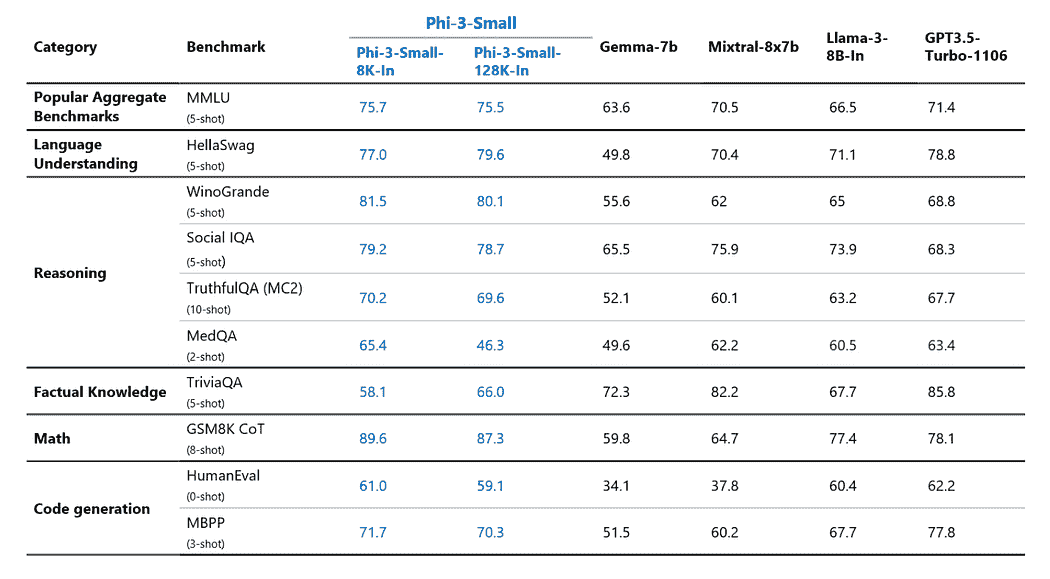 Phi-3-Small
Category Benchmark Phi-3-Small-8K-In Phi-3-Small-128K-In Gemma-7b Mixtral-8x7b Llama-3-8B-In GPT3.5-Turbo-1106
Popular Aggregate Benchmarks MMLU (5-shot) 75.7 75.5 63.6 70.5 66.5 71.4
Language Understanding HellaSwag (5-shot) 77.0 79.6 49.8 70.4 71.1 78.8
Reasoning
WinoGrande (5-shot) 81.5 80.1 55.6 62 65 68.8
Social IQA (5-shot) 79.2 78.7 65.5 75.9 73.9 68.3
TruthfulQA (MC2) (10-shot) 70.2 69.6 52.1 60.1 63.2 67.7
MedQA (2-shot) 65.4 46.3 49.6 62.2 60.5 63.4
Factual Knowledge TriviaQA (5-shot) 58.1 66.0 72.3 82.2 67.7 85.8
Math GSM8K CoT (8-shot) 89.6 87.3 59.8 64.7 77.4 78.1
Code generation
HumanEval (0-shot) 61.0 59.1 34.1 37.8 60.4 62.2
MBPP (3-shot) 71.7 70.3 51.5 60.2 67.7 77.8